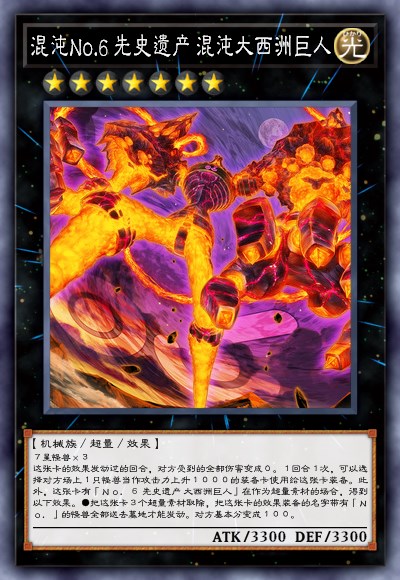 混沌No.6 先史遗产 混沌大西洲巨人
光
ひかり
【机械族／超量／效果】
7星怪兽×3
这张卡的效果发动过的回合，对方受到的全部伤害变成0。1回合1次，可以选
择对方场上1只怪兽当作攻击力上升1000的装备卡使用给这张卡装备。此
外，这张卡有「No．6 先史遗产 大西洲巨人」在作为超量素材的场合，得到
以下效果。●把这张卡3个超量素材取除，把这张卡的效果装备的名字带有「N
o．」的怪兽全部送去墓地才能发动。对方基本分变成100。
ATK/3300 DEF/3300